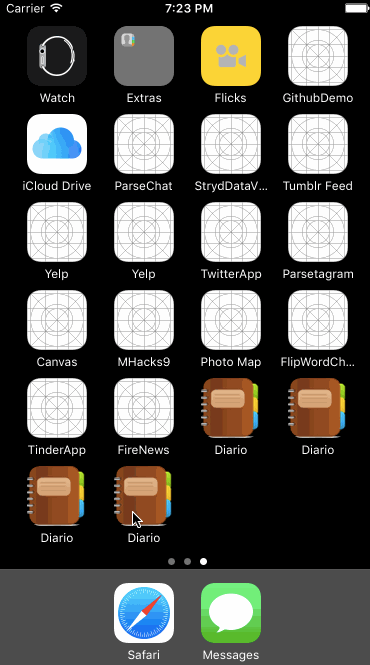 Carrier 7:23 PM
Watch Extras Flicks GithubDemo
iCloud Drive ParseChat StrydDataV... Tumblr Feed
Yelp Yelp TwitterApp Parsetagram
Canvas MHacks9 Photo Map FlipWordCh...
TinderApp FireNews Diario Diario
Diario Diario
Safari Messages